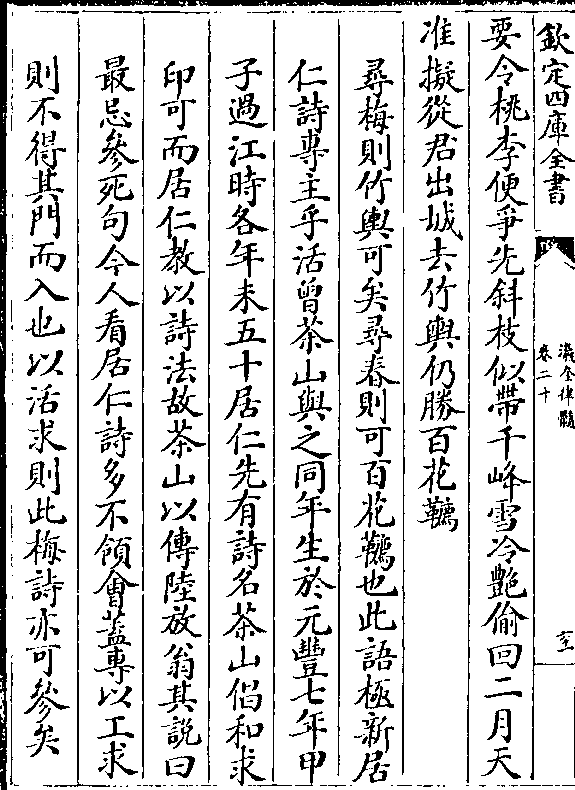 欽定四庫全書
瀛奎律髓
卷二十
至
要令桃李便爭先斜枝似帶千峰雪冷艷偷回二月天
准擬從君出城去竹輿仍勝百花韉
尋梅則竹輿可矣尋春則可百花韉也此語極新居
仁詩專主乎活曾茶山與之同年生於元豐七年甲
子過江時各年未五十居仁先有詩名茶山倡和求
印可而居仁教以詩法故茶山以傳陸放翁其說曰
最忌參死句今人看居仁詩多不領會葢專以工求
則不得其門而入也以活求則此梅詩亦可參矣